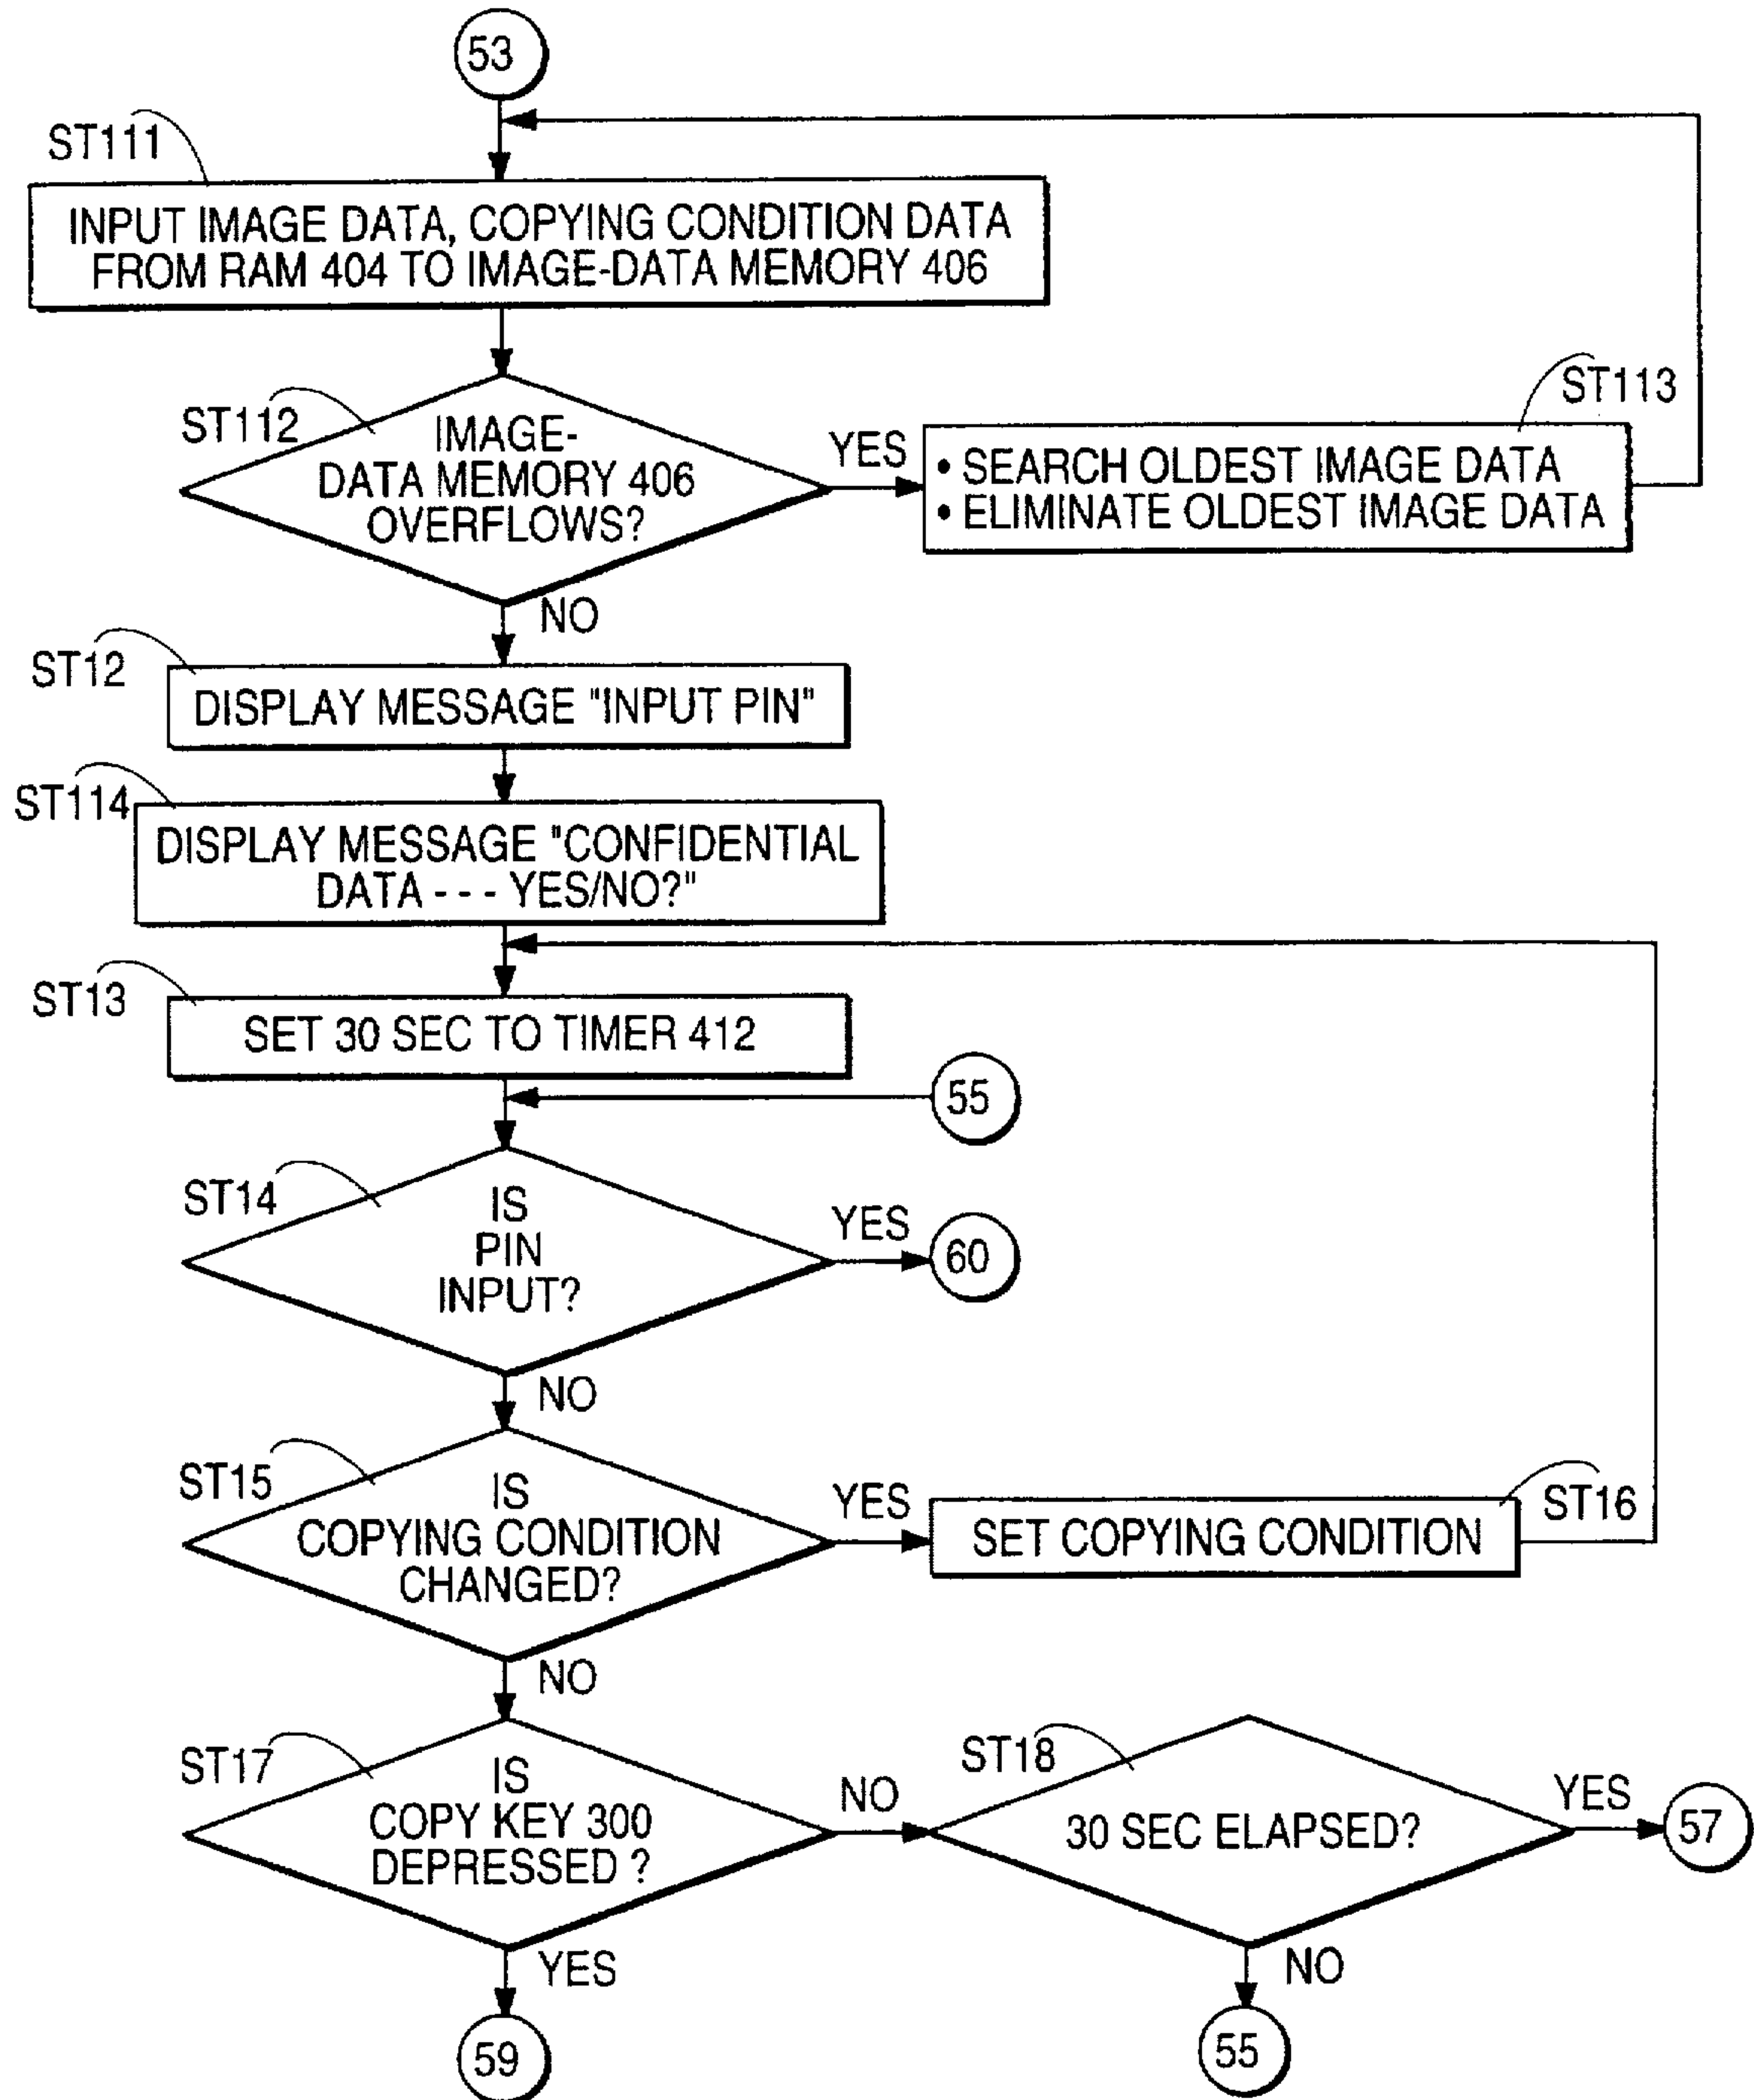 53
ST111
INPUT IMAGE DATA, COPYING CONDITION DATA
FROM RAM 404 TO IMAGE-DATA MEMORY 406
ST112
IMAGE-
DATA MEMORY 406
OVERFLOWS?
YES
ST113
• SEARCH OLDEST IMAGE DATA
• ELIMINATE OLDEST IMAGE DATA
NO
ST12
DISPLAY MESSAGE "INPUT PIN"
ST114
DISPLAY MESSAGE "CONFIDENTIAL
DATA - - - YES/NO?"
ST13
SET 30 SEC TO TIMER 412
55
ST14
IS
PIN
INPUT?
YES
60
NO
ST15
IS
COPYING CONDITION
CHANGED?
YES
ST16
SET COPYING CONDITION
NO
ST17
IS
COPY KEY 300
DEPRESSED ?
NO
ST18
30 SEC ELAPSED?
YES
57
YES
59
NO
55